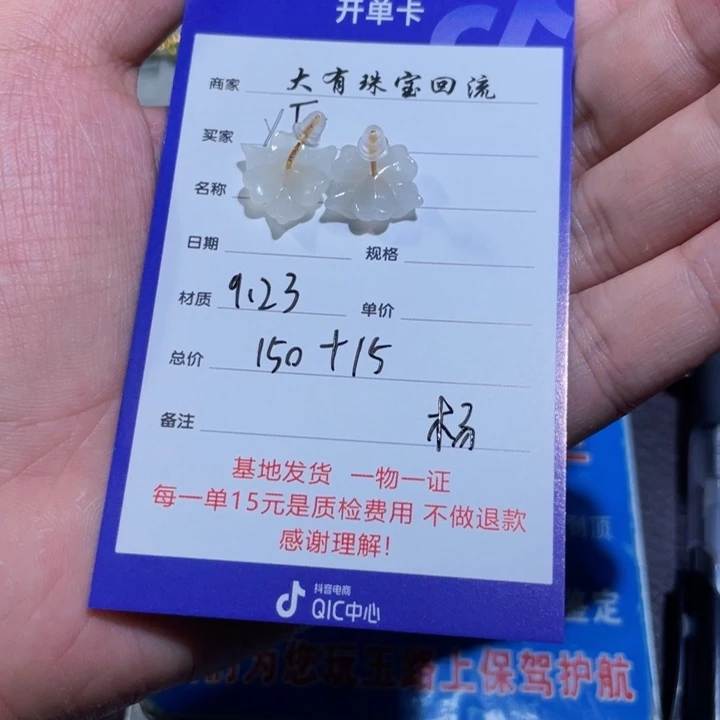 开单卡
商家 大有珠宝回流
买家
名称
日期 规格
材质 9.23 单价
总价 150+15
备注 杨
基地发货 一物一证
每一单15元是质检费用 不做退款
感谢理解!
抖音电商
QIC中心
为您玩玉路上保驾护航